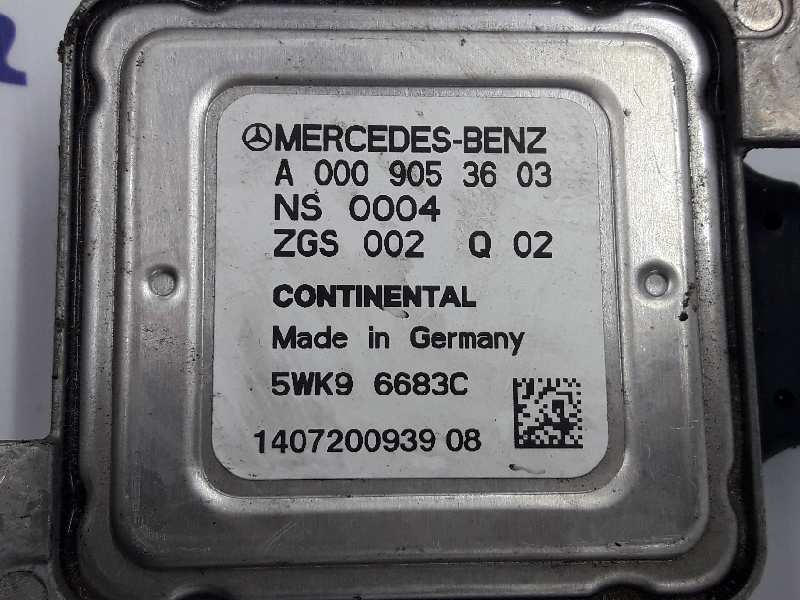 MERCEDES-BENZ
A 000 905 36 03
NS 0004
ZGS 002 Q 02
CONTINENTAL
Made in Germany
5WK9 6683C
1407200939 08